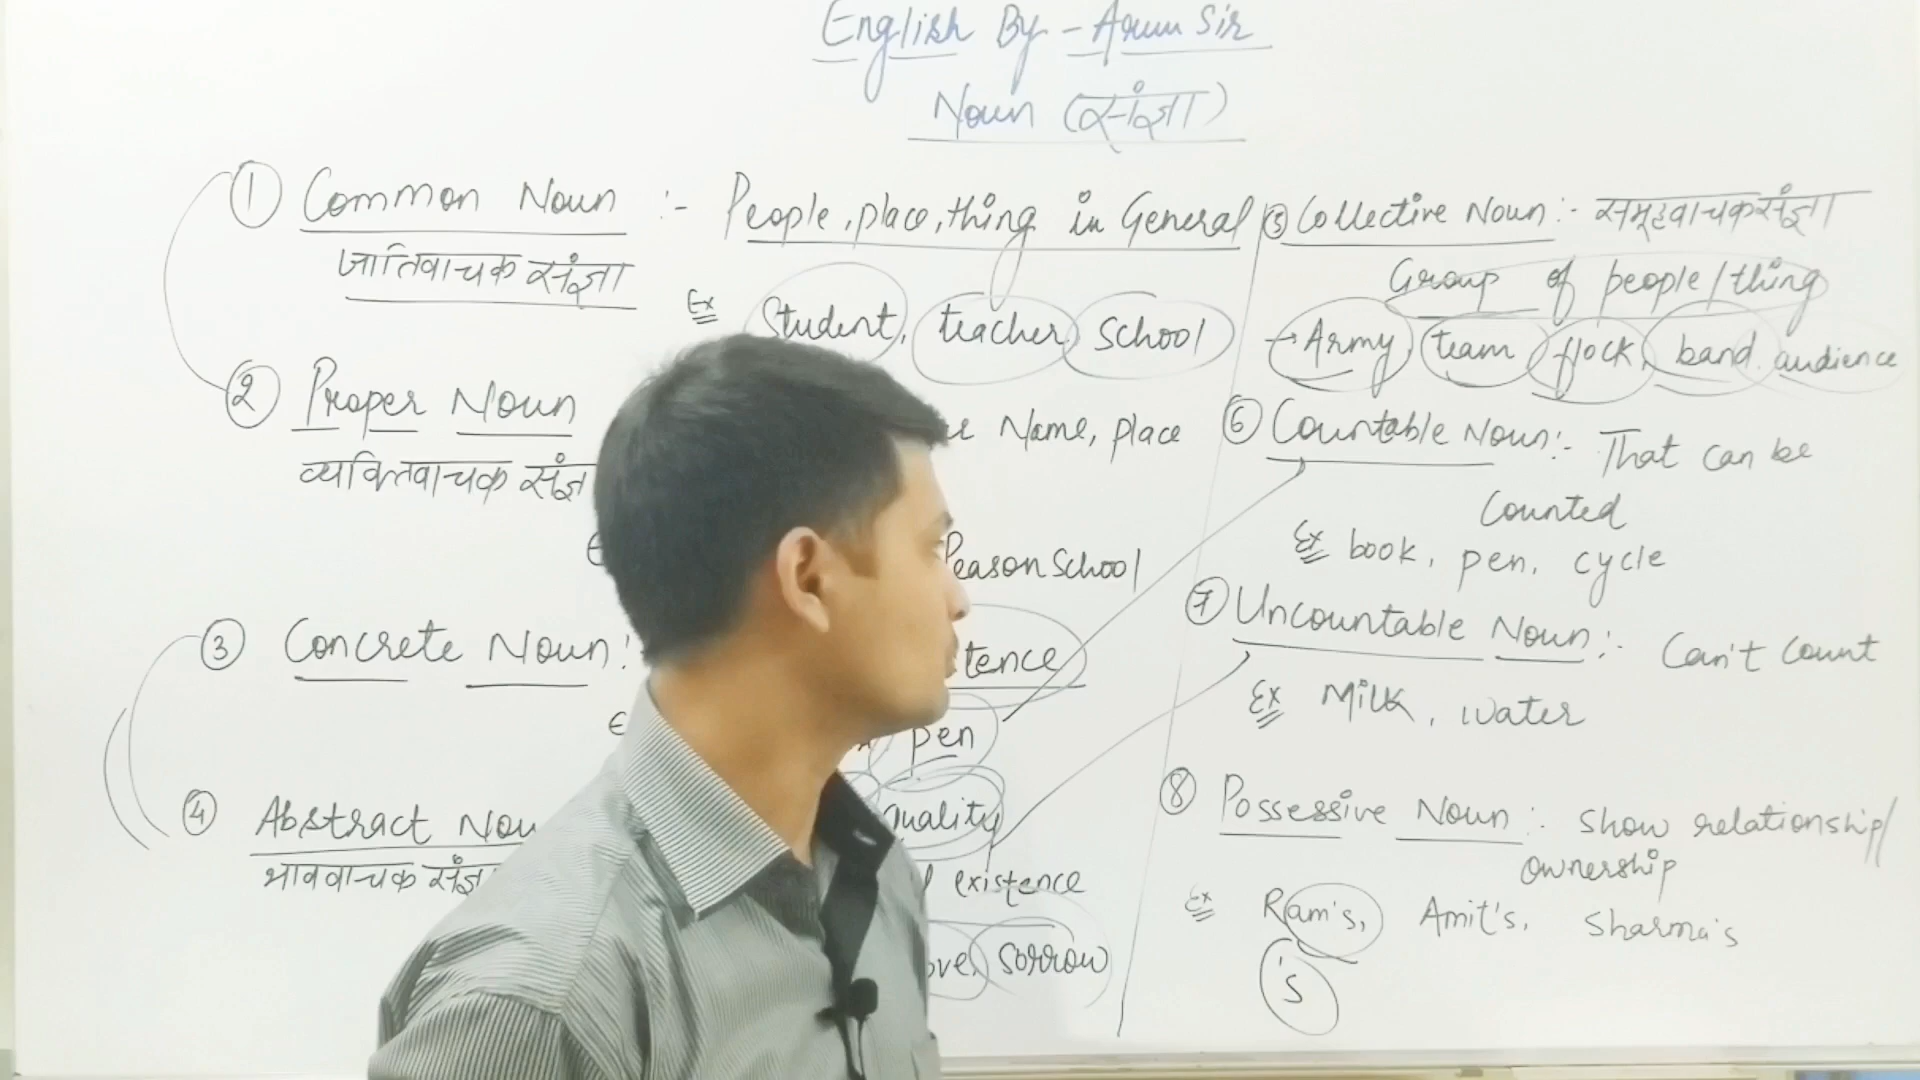 English By - Arun Sir
Noun (संज्ञा)
① Common Noun :- People, place, thing in General
जातिवाचक संज्ञा
Ex Student, teacher, School
② Proper Noun
Name, place
व्यक्तिवाचक
School
③ Concrete Noun :
pen
④ Abstract
quality
भाववाचक
existence
sorrow
⑤ Collective Noun :- समूहवाचक संज्ञा
Group of people/thing
→ Army, team, flock, band, audience
⑥ Countable Noun :- That can be
Counted
Ex book, pen, cycle
⑦ Uncountable Noun :- Can't Count
Ex Milk, water
⑧ Possessive Noun :- Show relationship/
Ownership
Ex Ram's, Amit's, Sharma's
's